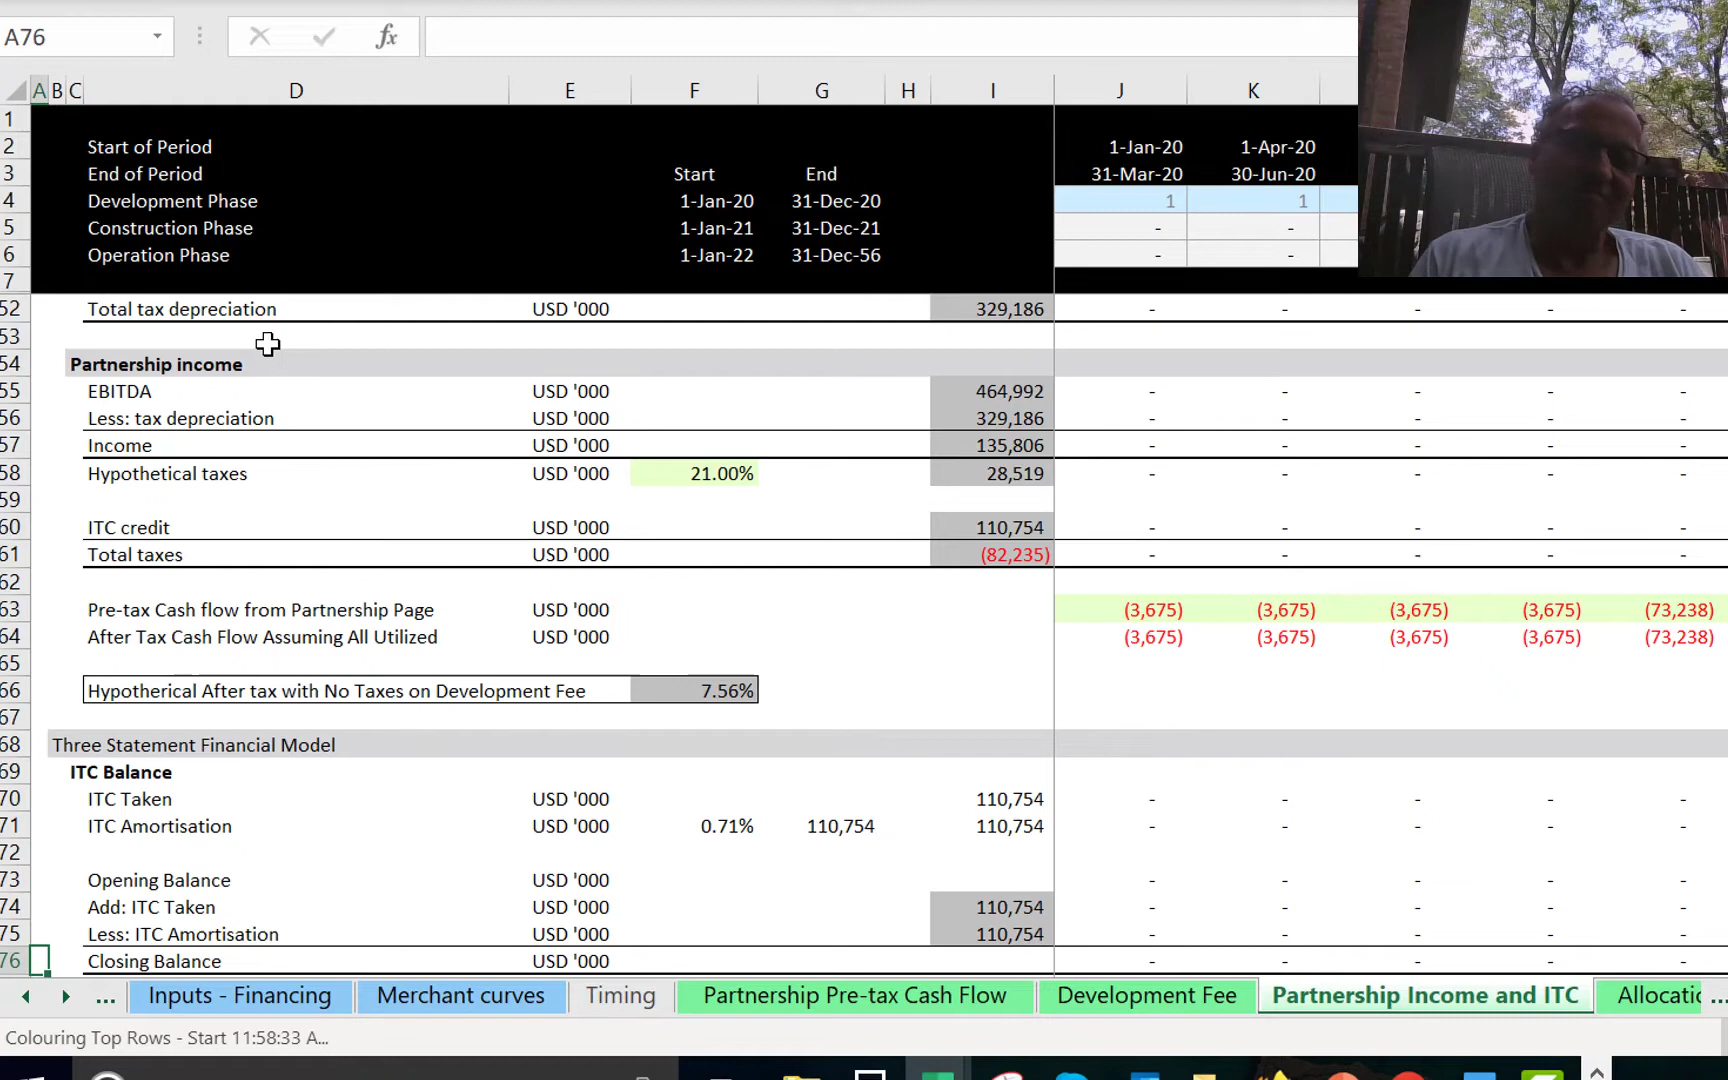 A76 fx
A B C D E F G H I J K
1
2 Start of Period 1-Jan-20 1-Apr-20
3 End of Period Start End 31-Mar-20 30-Jun-20
4 Development Phase 1-Jan-20 31-Dec-20 1 1
5 Construction Phase 1-Jan-21 31-Dec-21 - -
6 Operation Phase 1-Jan-22 31-Dec-56 - -
7
52 Total tax depreciation USD '000 329,186 - - - - -
53
54 Partnership income
55 EBITDA USD '000 464,992 - - - - -
56 Less: tax depreciation USD '000 329,186 - - - - -
57 Income USD '000 135,806 - - - - -
58 Hypothetical taxes USD '000 21.00% 28,519 - - - - -
59
60 ITC credit USD '000 110,754 - - - - -
61 Total taxes USD '000 (82,235) - - - - -
62
63 Pre-tax Cash flow from Partnership Page USD '000 (3,675) (3,675) (3,675) (3,675) (73,238)
64 After Tax Cash Flow Assuming All Utilized USD '000 (3,675) (3,675) (3,675) (3,675) (73,238)
65
66 Hypotherical After tax with No Taxes on Development Fee 7.56%
67
68 Three Statement Financial Model
69 ITC Balance
70 ITC Taken USD '000 110,754 - - - - -
71 ITC Amortisation USD '000 0.71% 110,754 110,754 - - - - -
72
73 Opening Balance USD '000 - - - - -
74 Add: ITC Taken USD '000 110,754 - - - - -
75 Less: ITC Amortisation USD '000 110,754 - - - - -
76 Closing Balance USD '000 - - - - -
... Inputs - Financing Merchant curves Timing Partnership Pre-tax Cash Flow Development Fee Partnership Income and ITC Allocatic ...
Colouring Top Rows - Start 11:58:33 A...